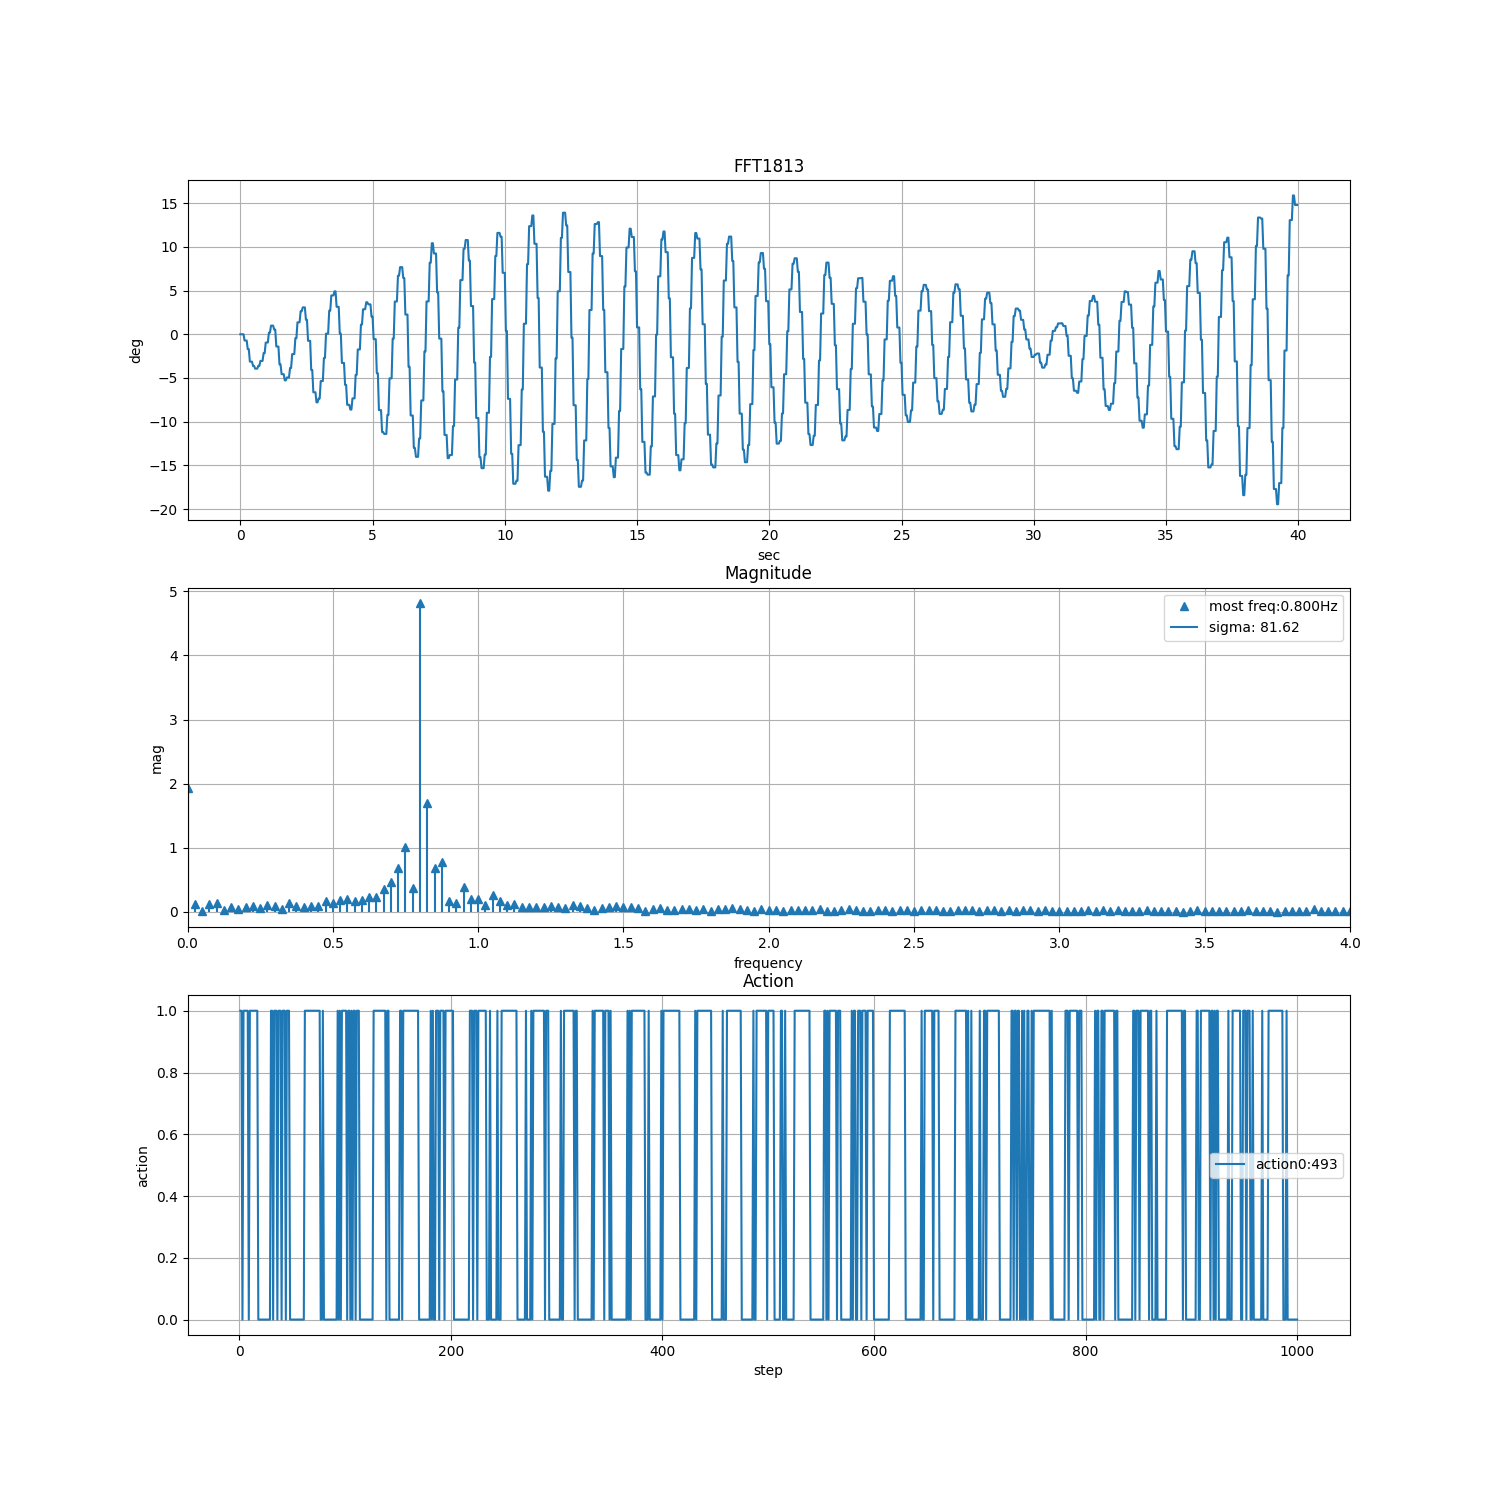 FFT1813
15
10
5
0
−5
−10
−15
−20
deg
0 5 10 15 20 25 30 35 40
sec
Magnitude
5
4
3
2
1
0
mag
most freq:0.800Hz
sigma: 81.62
0.0 0.5 1.0 1.5 2.0 2.5 3.0 3.5 4.0
frequency
Action
1.0
0.8
0.6
0.4
0.2
0.0
action
action0:493
0 200 400 600 800 1000
step